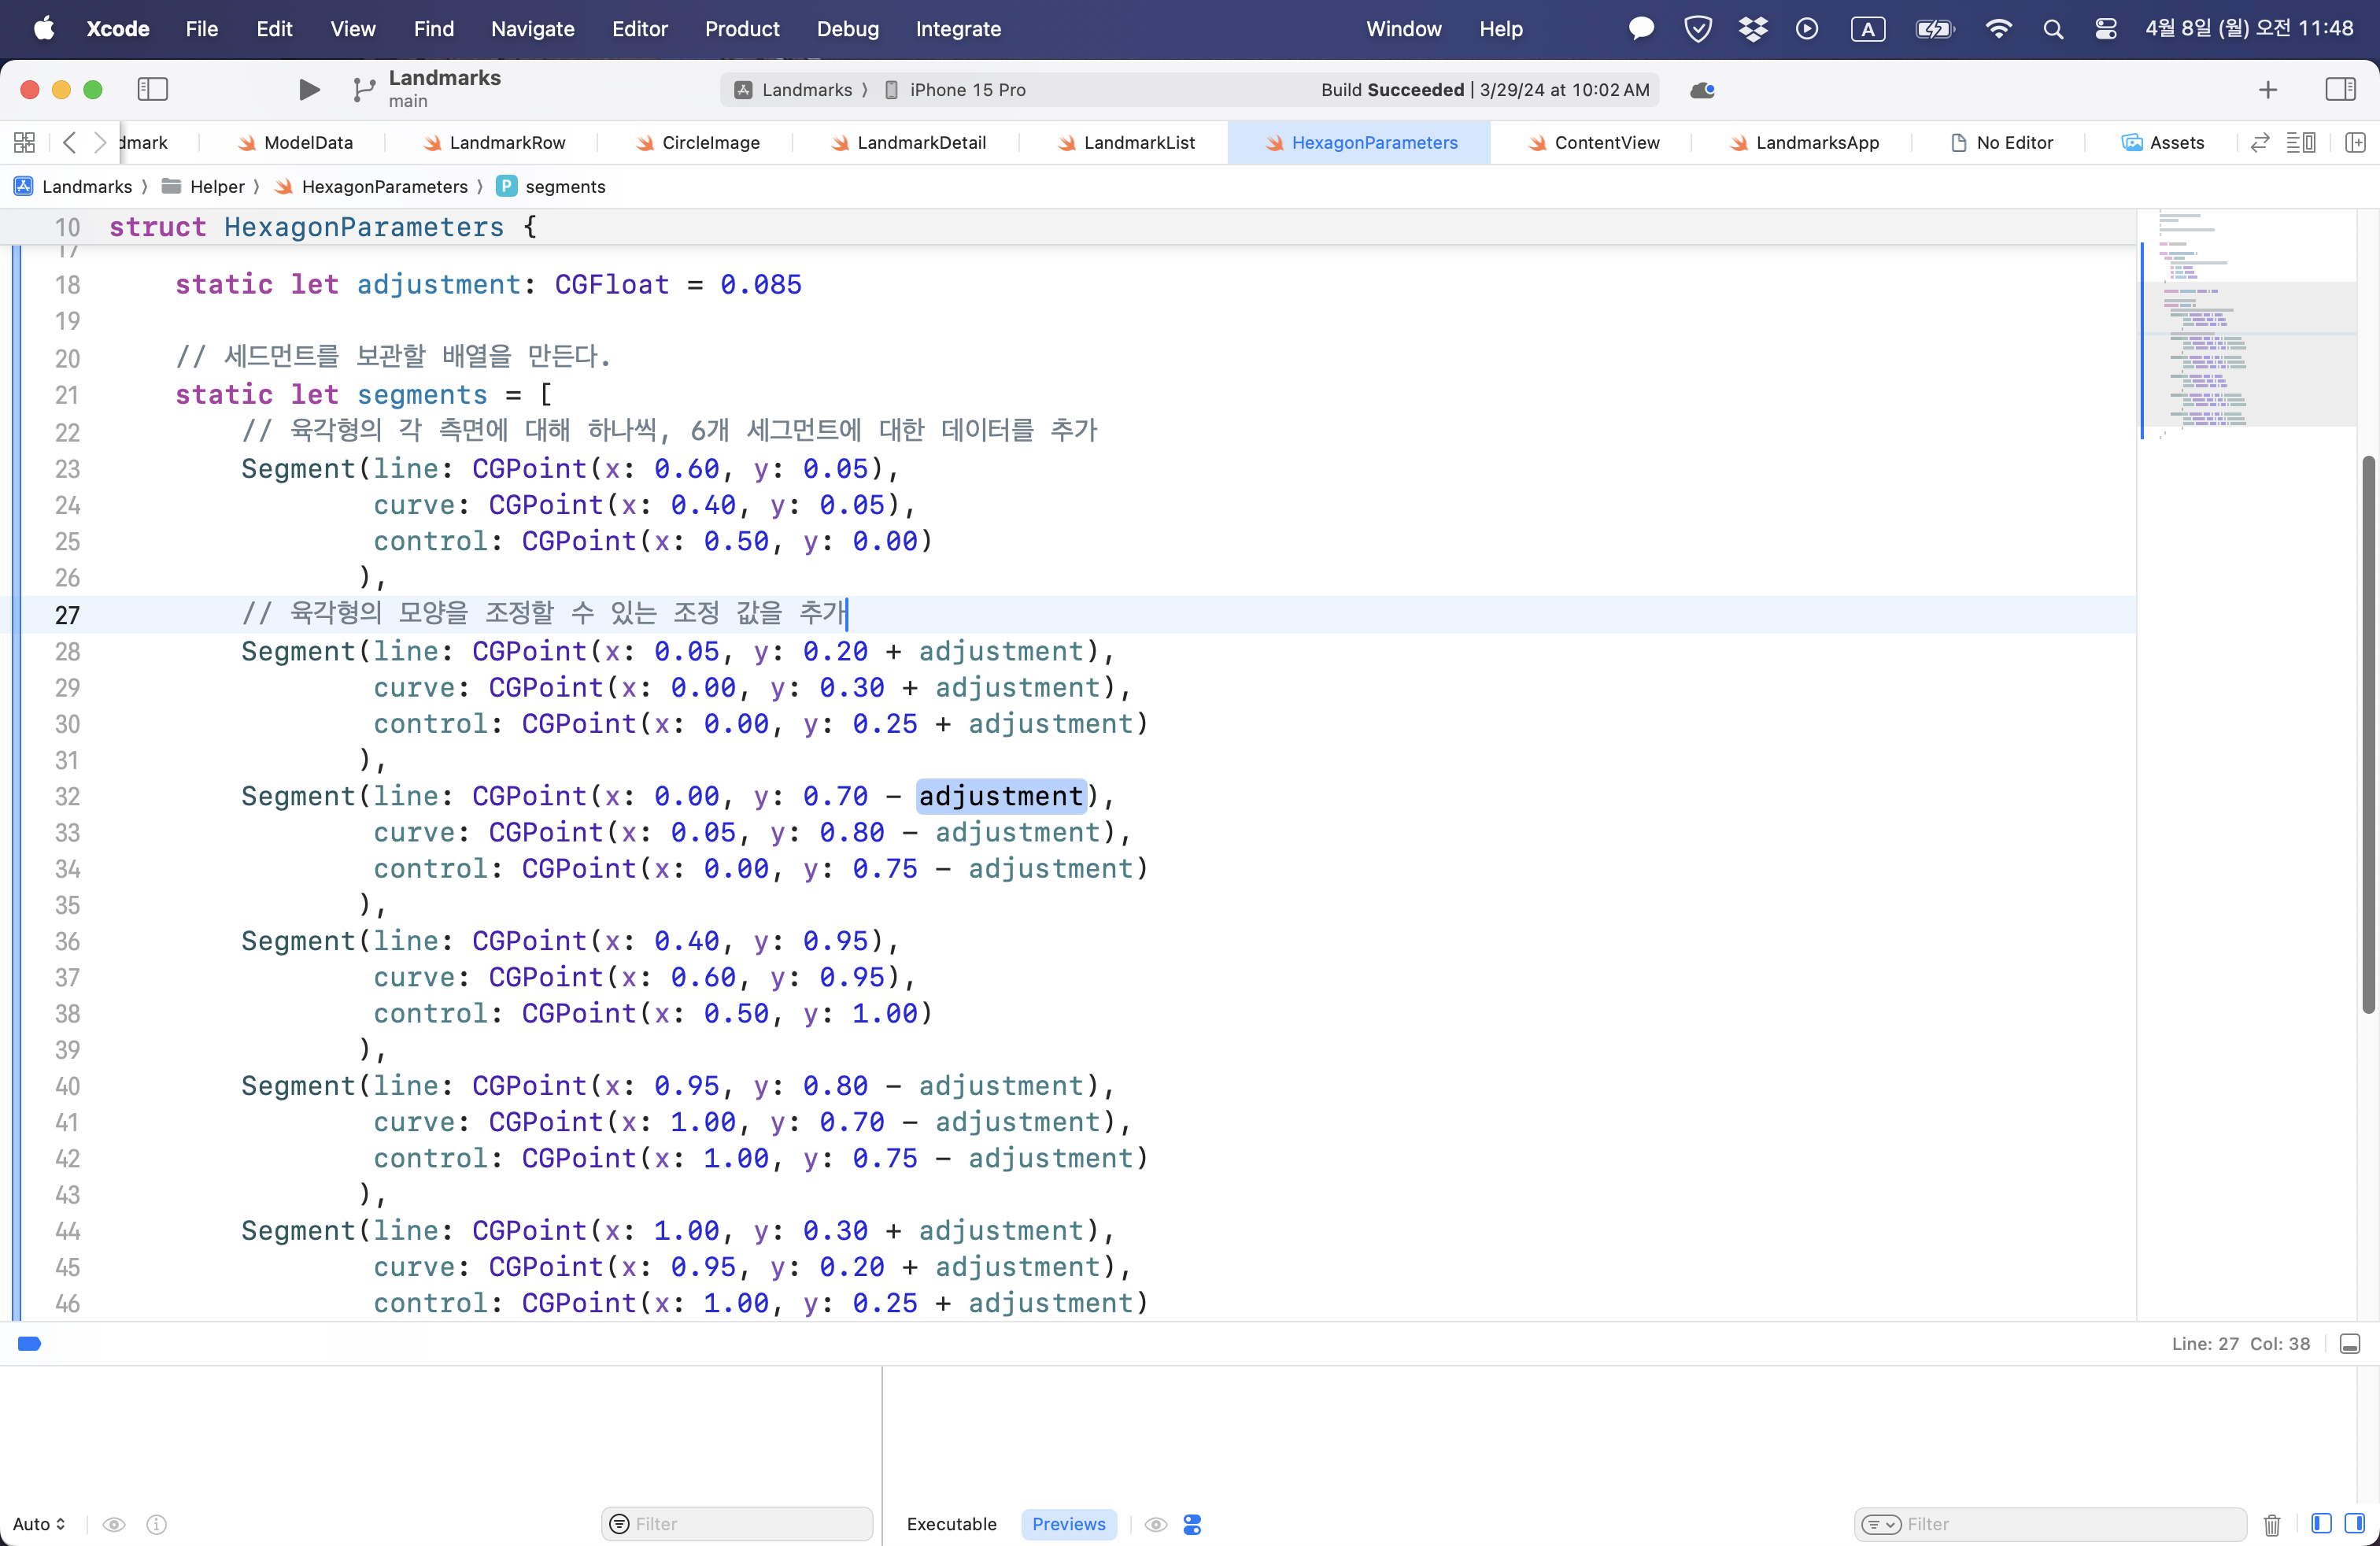 Xcode File Edit View Find Navigate Editor Product Debug Integrate Window Help A 4월 8일 (월) 오전 11:48
Landmarks
main
Landmarks 〉 iPhone 15 Pro Build Succeeded | 3/29/24 at 10:02 AM
dmark ModelData LandmarkRow CircleImage LandmarkDetail LandmarkList HexagonParameters ContentView LandmarksApp No Editor Assets
Landmarks 〉 Helper 〉 HexagonParameters 〉 P segments
10 struct HexagonParameters {
17
18 static let adjustment: CGFloat = 0.085
19
20 // 세드먼트를 보관할 배열을 만든다.
21 static let segments = [
22 // 육각형의 각 측면에 대해 하나씩, 6개 세그먼트에 대한 데이터를 추가
23 Segment(line: CGPoint(x: 0.60, y: 0.05),
24 curve: CGPoint(x: 0.40, y: 0.05),
25 control: CGPoint(x: 0.50, y: 0.00)
26 ),
27 // 육각형의 모양을 조정할 수 있는 조정 값을 추가
28 Segment(line: CGPoint(x: 0.05, y: 0.20 + adjustment),
29 curve: CGPoint(x: 0.00, y: 0.30 + adjustment),
30 control: CGPoint(x: 0.00, y: 0.25 + adjustment)
31 ),
32 Segment(line: CGPoint(x: 0.00, y: 0.70 - adjustment),
33 curve: CGPoint(x: 0.05, y: 0.80 - adjustment),
34 control: CGPoint(x: 0.00, y: 0.75 - adjustment)
35 ),
36 Segment(line: CGPoint(x: 0.40, y: 0.95),
37 curve: CGPoint(x: 0.60, y: 0.95),
38 control: CGPoint(x: 0.50, y: 1.00)
39 ),
40 Segment(line: CGPoint(x: 0.95, y: 0.80 - adjustment),
41 curve: CGPoint(x: 1.00, y: 0.70 - adjustment),
42 control: CGPoint(x: 1.00, y: 0.75 - adjustment)
43 ),
44 Segment(line: CGPoint(x: 1.00, y: 0.30 + adjustment),
45 curve: CGPoint(x: 0.95, y: 0.20 + adjustment),
46 control: CGPoint(x: 1.00, y: 0.25 + adjustment)
Line: 27 Col: 38
Auto Filter Executable Previews Filter